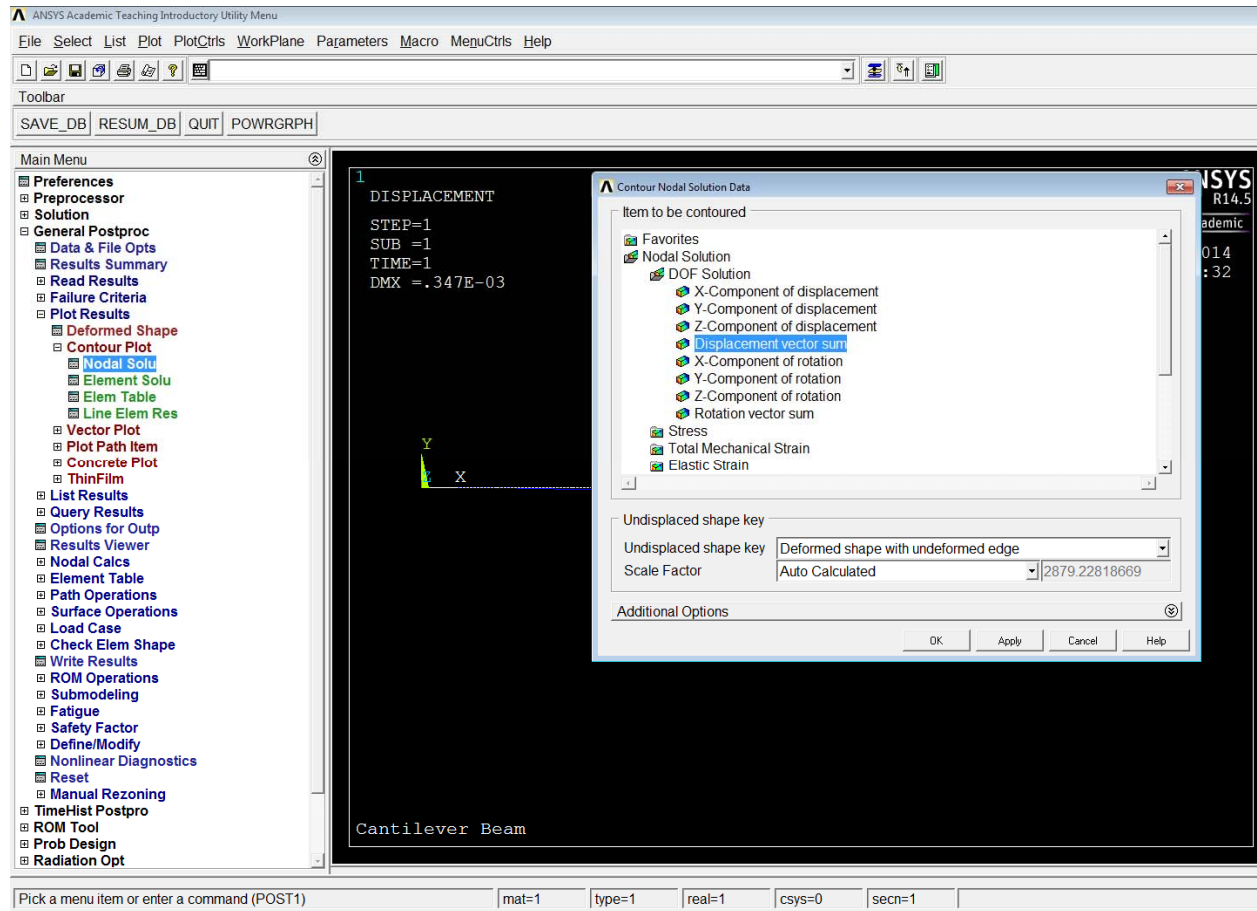 ANSYS Academic Teaching Introductory Utility Menu
File Select List Plot PlotCtrls WorkPlane Parameters Macro MenuCtrls Help
Toolbar
SAVE_DB RESUM_DB QUIT POWRGRPH
Main Menu
Preferences
Preprocessor
Solution
General Postproc
Data & File Opts
Results Summary
Read Results
Failure Criteria
Plot Results
Deformed Shape
Contour Plot
Nodal Solu
Element Solu
Elem Table
Line Elem Res
Vector Plot
Plot Path Item
Concrete Plot
ThinFilm
List Results
Query Results
Options for Outp
Results Viewer
Nodal Calcs
Element Table
Path Operations
Surface Operations
Load Case
Check Elem Shape
Write Results
ROM Operations
Submodeling
Fatigue
Safety Factor
Define/Modify
Nonlinear Diagnostics
Reset
Manual Rezoning
TimeHist Postpro
ROM Tool
Prob Design
Radiation Opt
1
DISPLACEMENT
STEP=1
SUB =1
TIME=1
DMX =.347E-03
Y
Z X
Cantilever Beam
NSYS
R14.5
ademic
014
:32
Contour Nodal Solution Data
Item to be contoured
Favorites
Nodal Solution
DOF Solution
X-Component of displacement
Y-Component of displacement
Z-Component of displacement
Displacement vector sum
X-Component of rotation
Y-Component of rotation
Z-Component of rotation
Rotation vector sum
Stress
Total Mechanical Strain
Elastic Strain
Undisplaced shape key
Undisplaced shape key Deformed shape with undeformed edge
Scale Factor Auto Calculated 2879.22818669
Additional Options
OK Apply Cancel Help
Pick a menu item or enter a command (POST1) mat=1 type=1 real=1 csys=0 secn=1